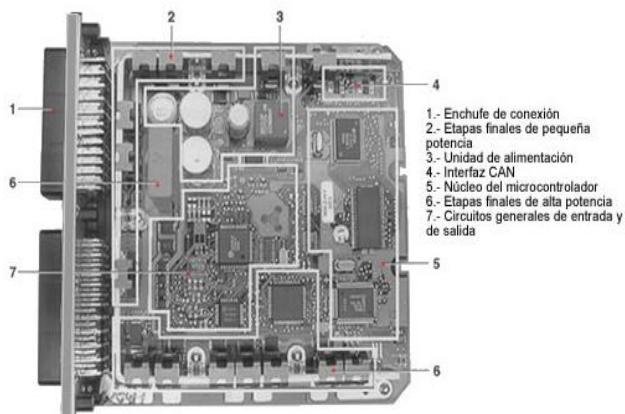 2
3
4
1
6
7
5
6
1.- Enchufe de conexión
2.- Etapas finales de pequeña
potencia
3.- Unidad de alimentación
4.- Interfaz CAN
5.- Núcleo del microcontrolador
6.- Etapas finales de alta potencia
7.- Circuitos generales de entrada y
de salida